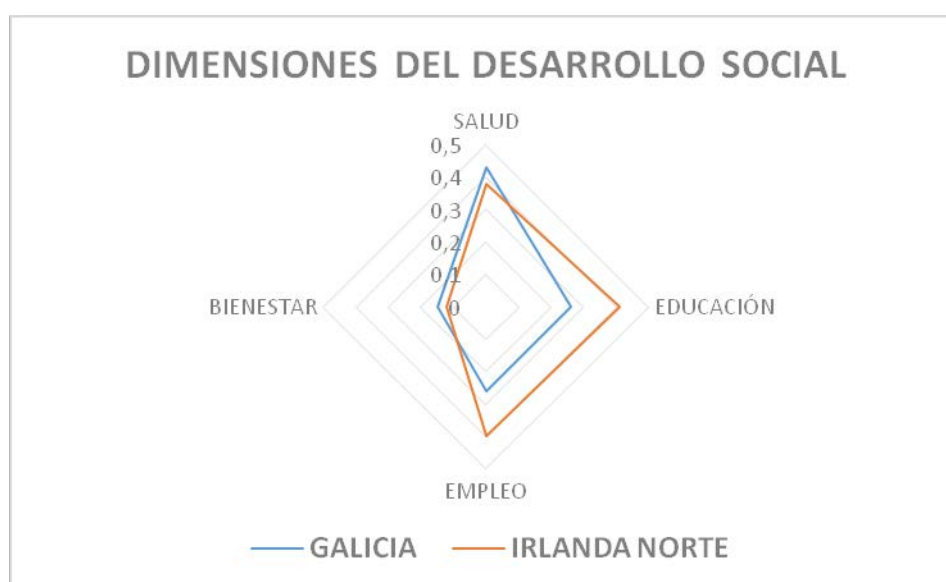 DIMENSIONES DEL DESARROLLO SOCIAL
SALUD
0,5
0,4
0,3
0,2
0,1
0
BIENESTAR
EDUCACIÓN
EMPLEO
GALICIA
IRLANDA NORTE